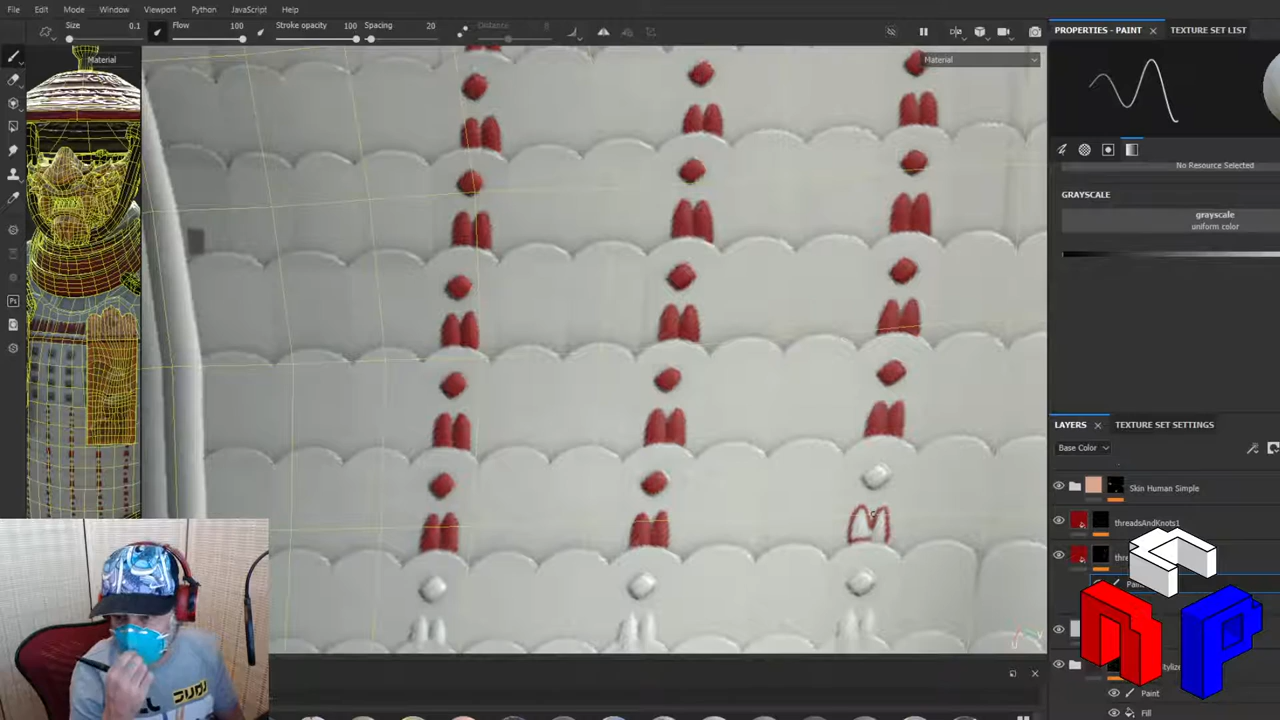 File Edit Mode Window Viewport Python JavaScript Help
Size 0.1 Flow 100 Stroke opacity 100 Spacing 20 Distance
Material
Material
PROPERTIES - PAINT TEXTURE SET LIST
No Resource Selected
GRAYSCALE
grayscale
uniform color
LAYERS TEXTURE SET SETTINGS
Base Color
Skin Human Simple
threadsAndKnots1
Paint
Fill
Ps